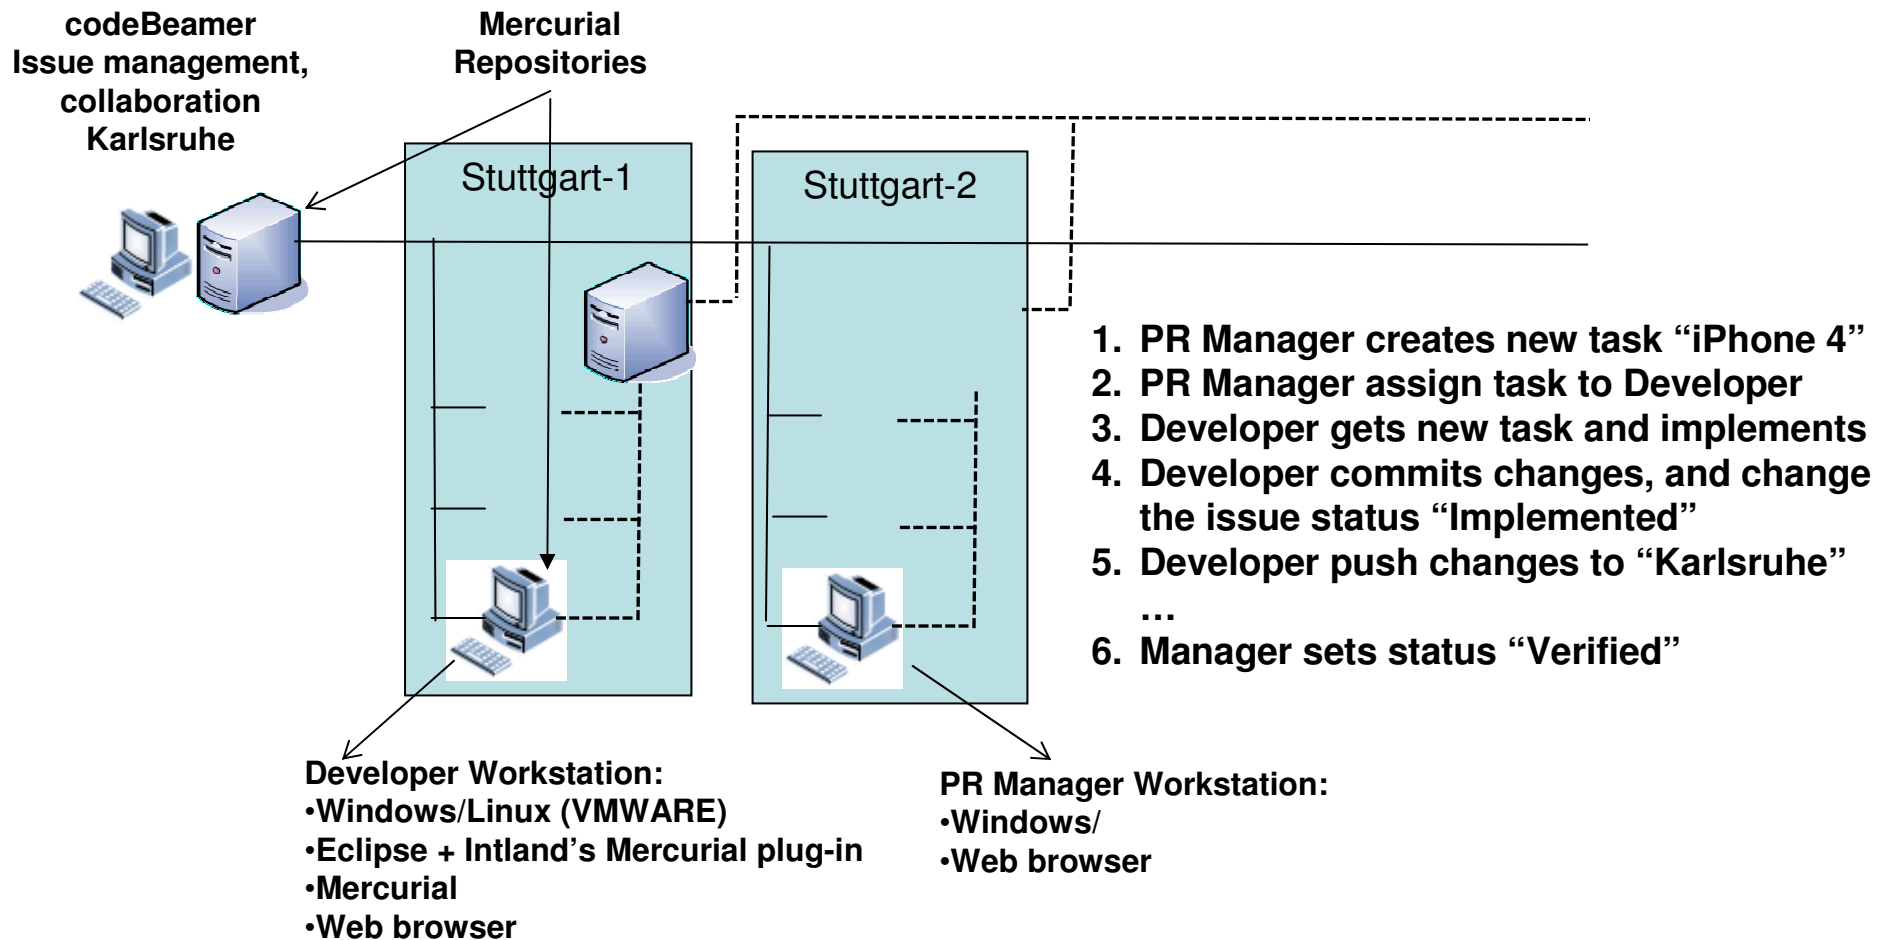 codeBeamer
Issue management,
collaboration
Karlsruhe
Mercurial
Repositories
Stuttgart-1
Stuttgart-2
1. PR Manager creates new task “iPhone 4”
2. PR Manager assign task to Developer
3. Developer gets new task and implements
4. Developer commits changes, and change
the issue status “Implemented”
5. Developer push changes to “Karlsruhe”
…
6. Manager sets status “Verified”
Developer Workstation:
•Windows/Linux (VMWARE)
•Eclipse + Intland’s Mercurial plug-in
•Mercurial
•Web browser
PR Manager Workstation:
•Windows/
•Web browser